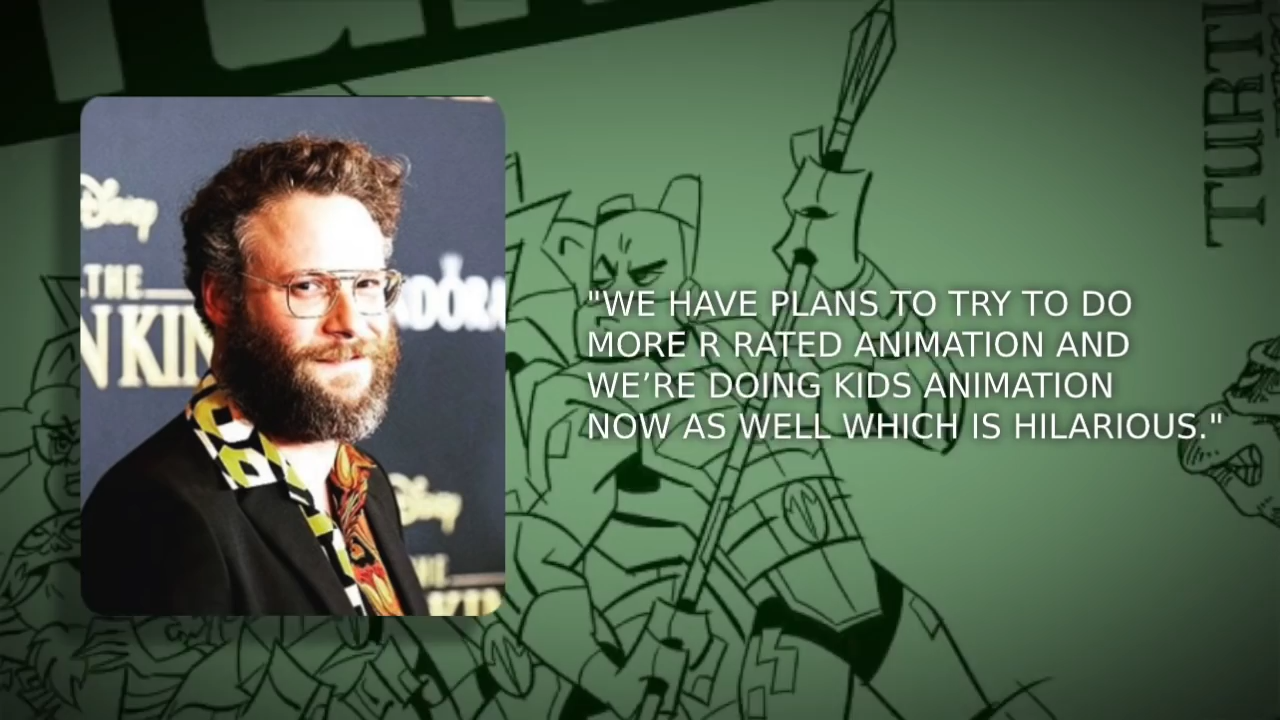 TURTL
Disney
THE
N KIN
"WE HAVE PLANS TO TRY TO DO
MORE R RATED ANIMATION AND
WE’RE DOING KIDS ANIMATION
NOW AS WELL WHICH IS HILARIOUS."
Disney